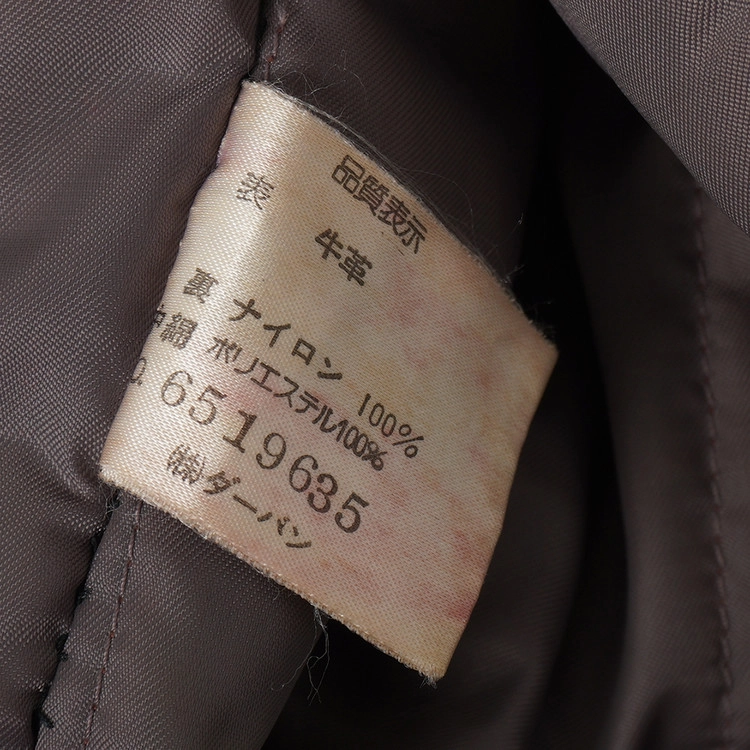 品質表示
表 牛革
裏 ナイロン 100%
中綿 ポリエステル100%
6519635
㈱ダーバン